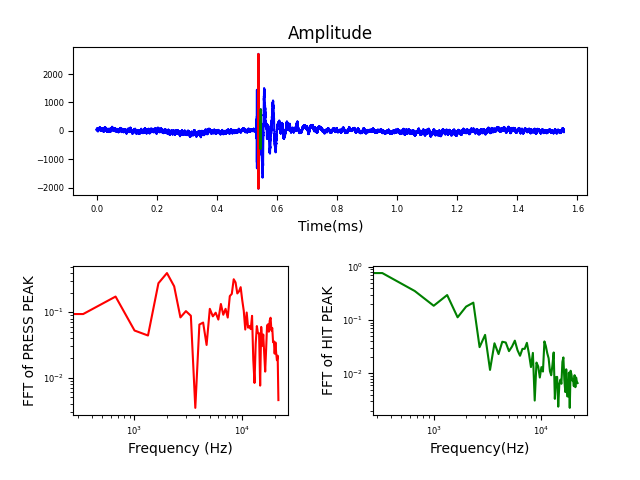 Amplitude
2000
1000
0
−1000
−2000
0.0 0.2 0.4 0.6 0.8 1.0 1.2 1.4 1.6
Time(ms)
FFT of PRESS PEAK
10⁻¹
10⁻²
10³ 10⁴
Frequency (Hz)
FFT of HIT PEAK
10⁰
10⁻¹
10⁻²
10³ 10⁴
Frequency(Hz)